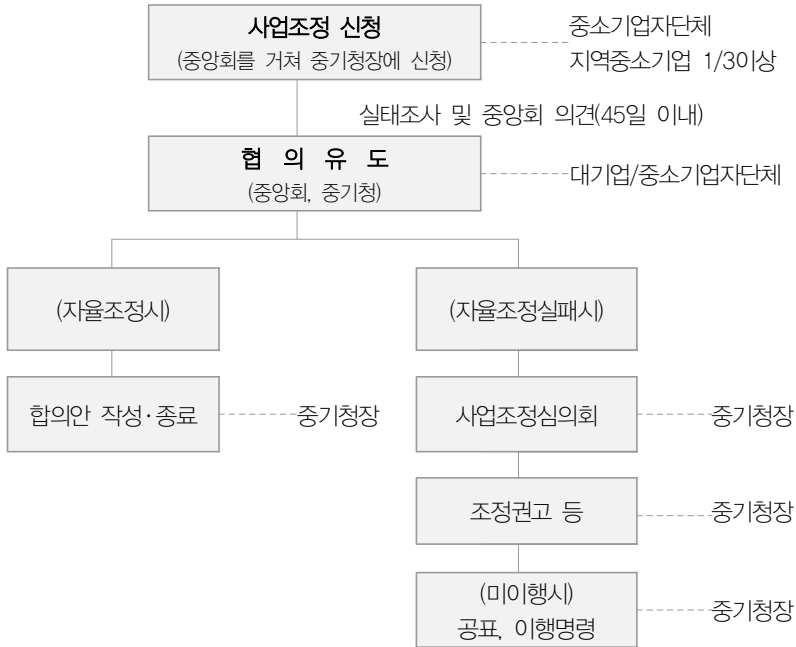 사업조정 신청
(중앙회를 거쳐 중기청장에 신청)
중소기업자단체
지역중소기업 1/3이상
실태조사 및 중앙회 의견(45일 이내)
협 의 유 도
(중앙회, 중기청)
대기업/중소기업자단체
(자율조정시)
(자율조정실패시)
합의안 작성·종료
중기청장
사업조정심의회
중기청장
조정권고 등
중기청장
(미이행시)
공표, 이행명령
중기청장